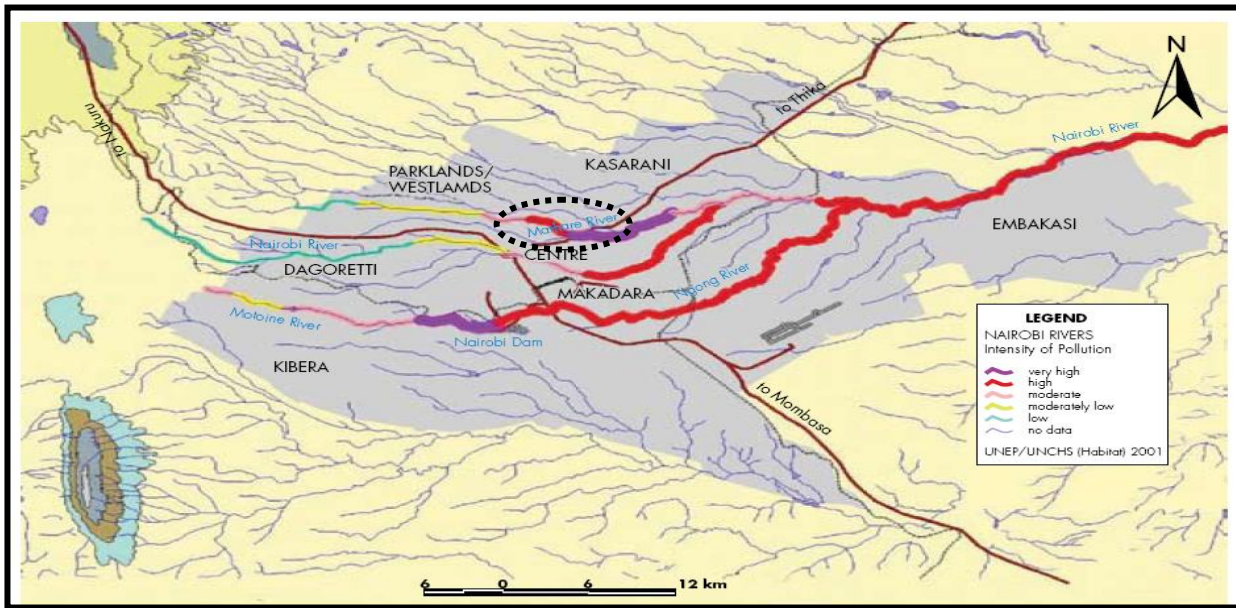 N
to Nakuru
to Thika
Nairobi River
KASARANI
PARKLANDS/
WESTLAMDS
Mathare River
EMBAKASI
Nairobi River
CENTRE
DAGORETTI
MAKADARA
Ngong River
Motoine River
Nairobi Dam
KIBERA
to Mombasa
LEGEND
NAIROBI RIVERS
Intensity of Pollution
very high
high
moderate
moderately low
low
no data
UNEP/UNCHS (Habitat) 2001
6 0 6 12 km